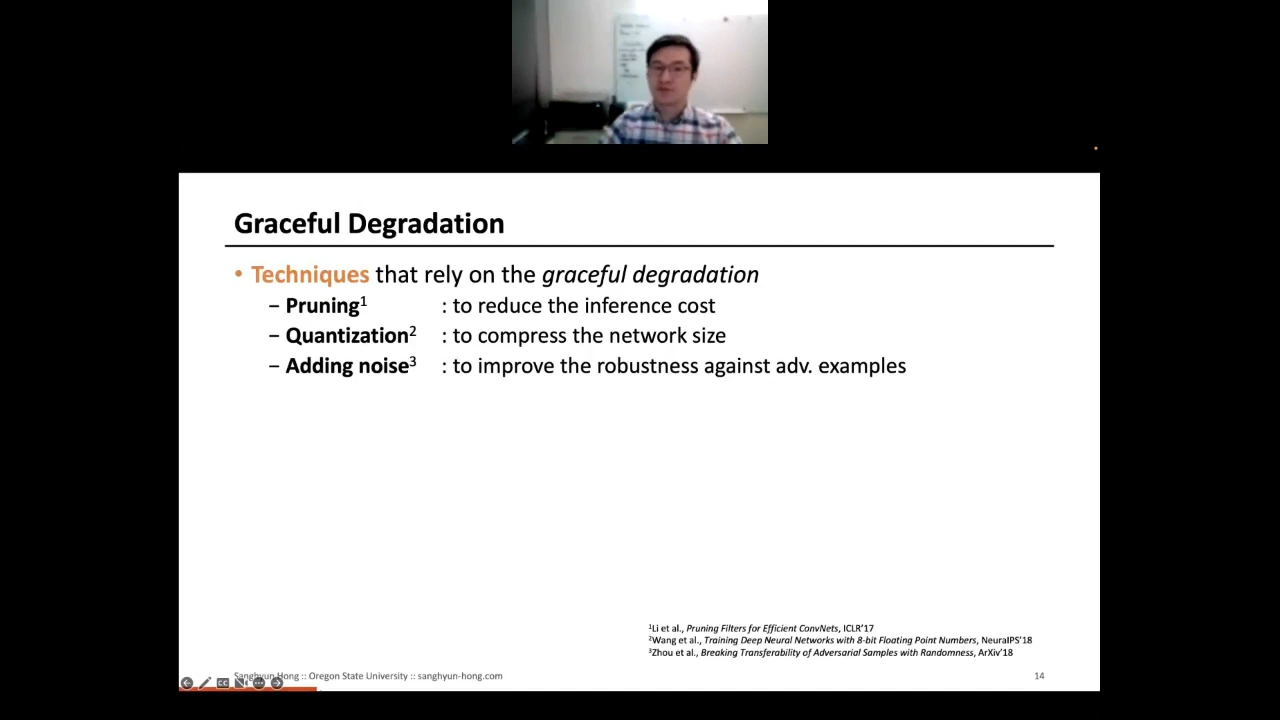 Graceful Degradation
• Techniques that rely on the graceful degradation
– Pruning¹ : to reduce the inference cost
– Quantization² : to compress the network size
– Adding noise³ : to improve the robustness against adv. examples
¹Li et al., Pruning Filters for Efficient ConvNets, ICLR'17
²Wang et al., Training Deep Neural Networks with 8-bit Floating Point Numbers, NeuralPS'18
³Zhou et al., Breaking Transferability of Adversarial Samples with Randomness, ArXiv'18
Sanghyun Hong :: Oregon State University :: sanghyun-hong.com
14